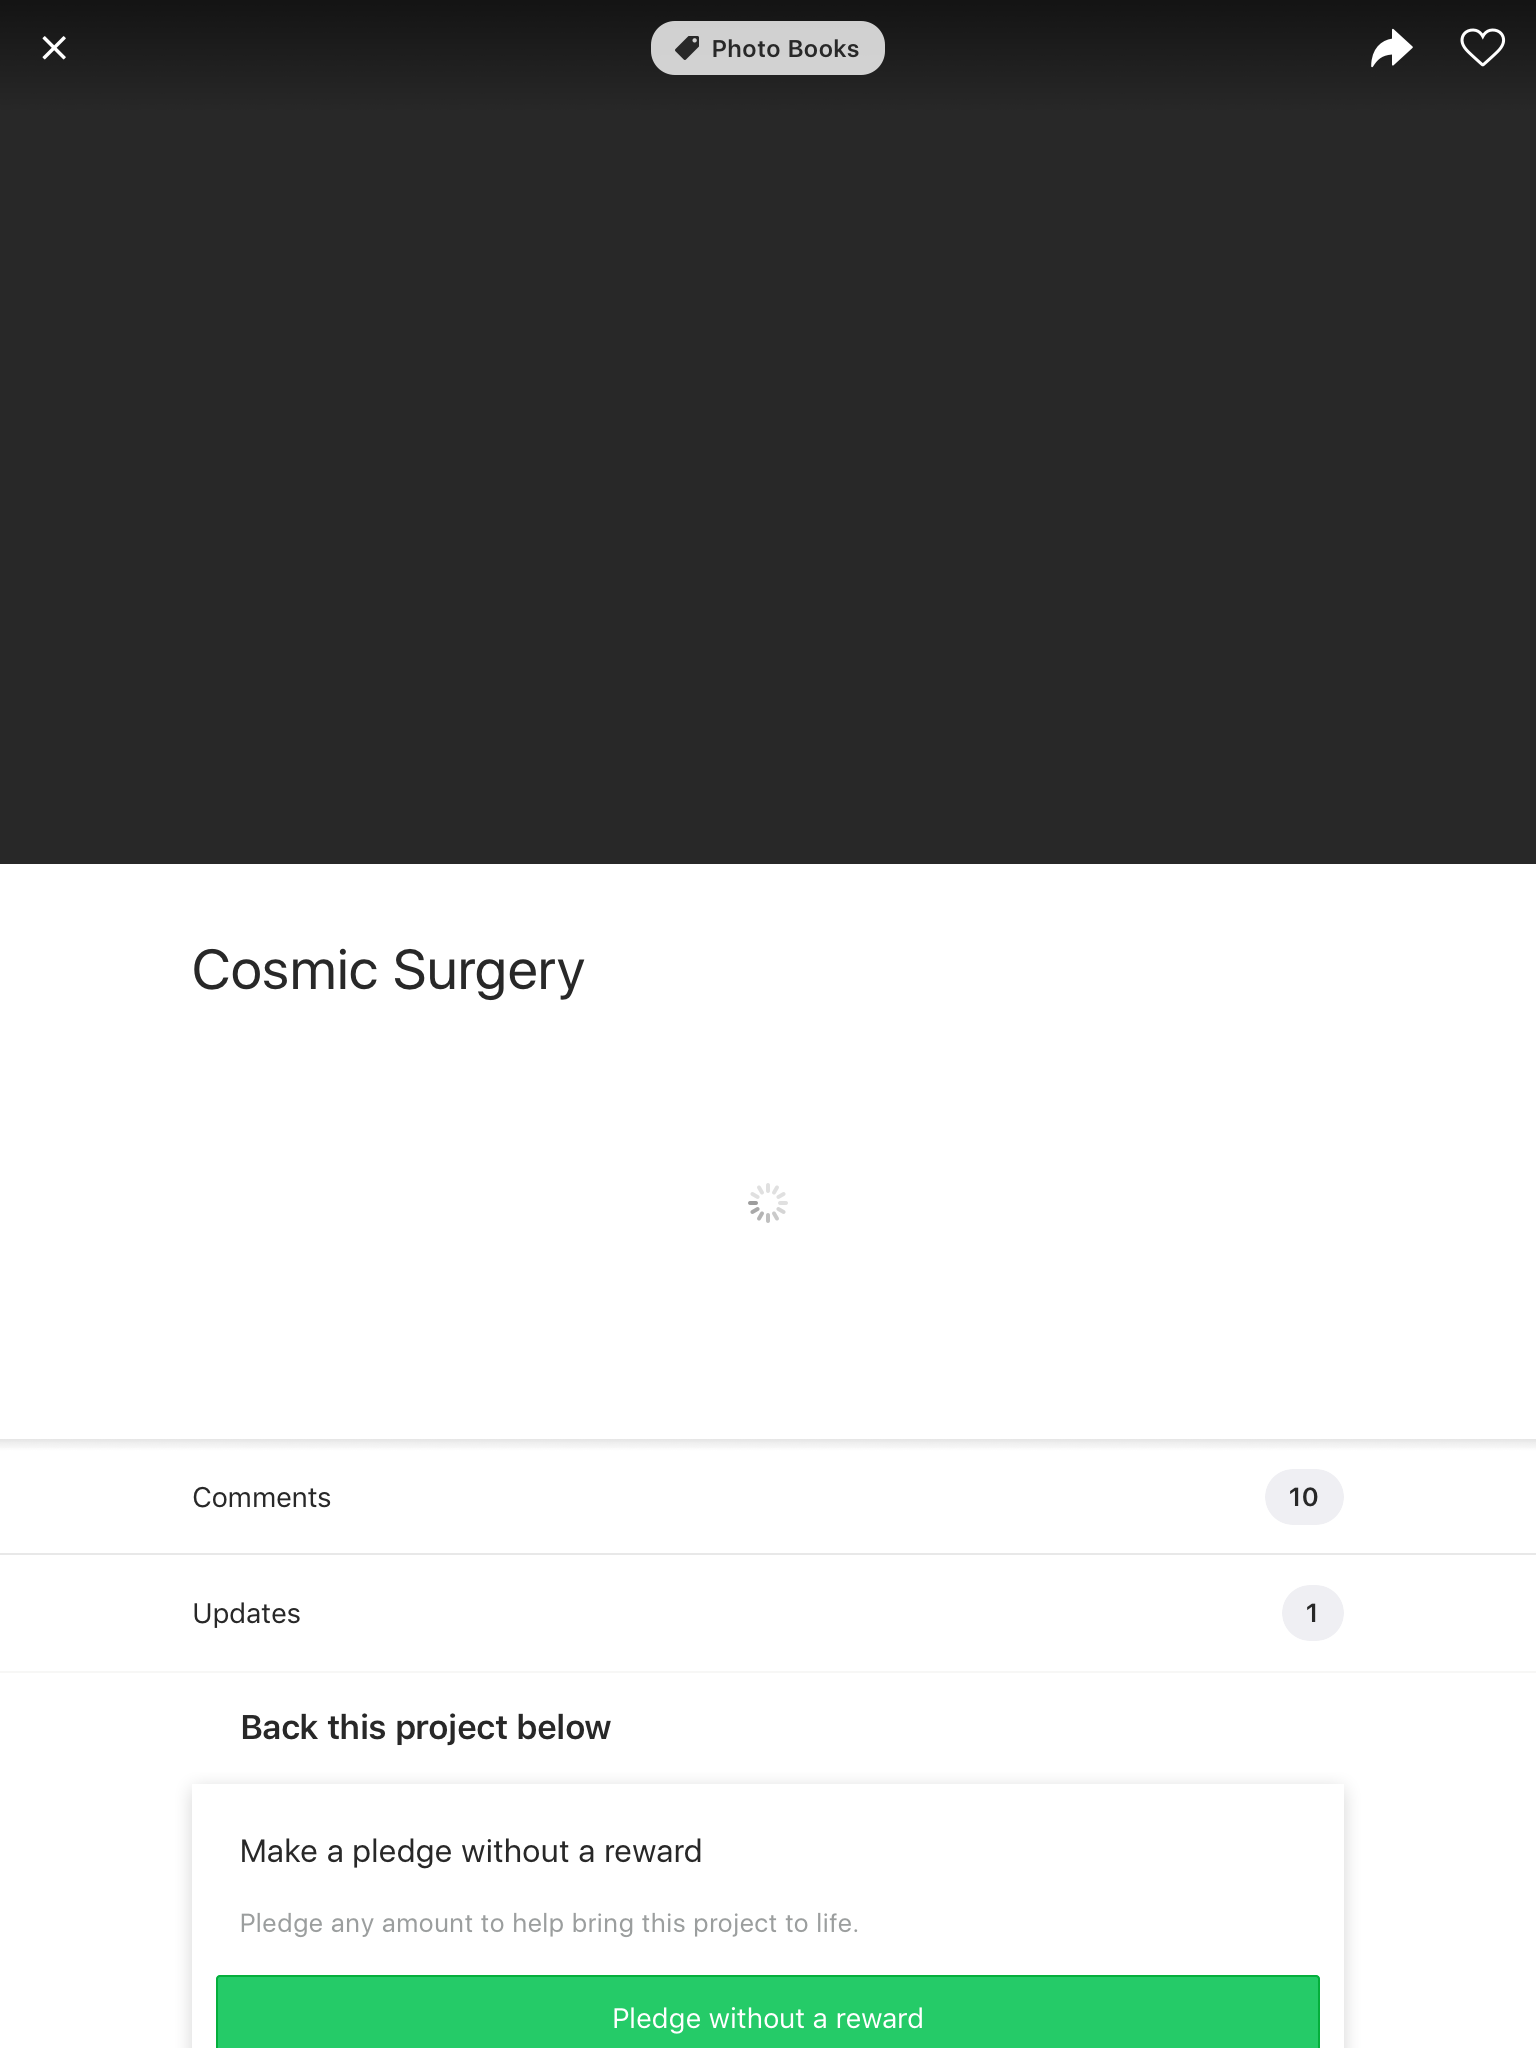 Photo Books
Cosmic Surgery
Comments
10
Updates
1
Back this project below
Make a pledge without a reward
Pledge any amount to help bring this project to life.
Pledge without a reward